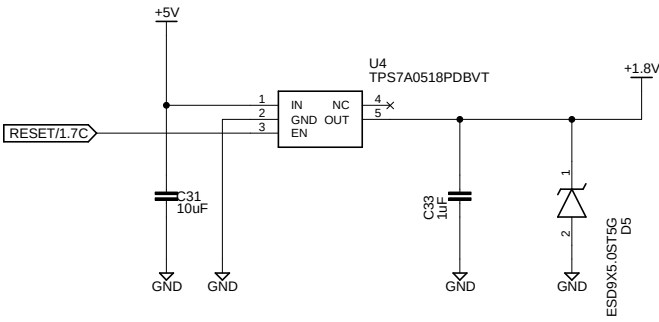 +5V
U4
TPS7A0518PDBVT
+1.8V
1 IN NC 4
2 GND OUT 5
3 EN
RESET/1.7C
C31
10uF
C33
1uF
1
2
ESD9X5.0ST5G
D5
GND
GND
GND
GND